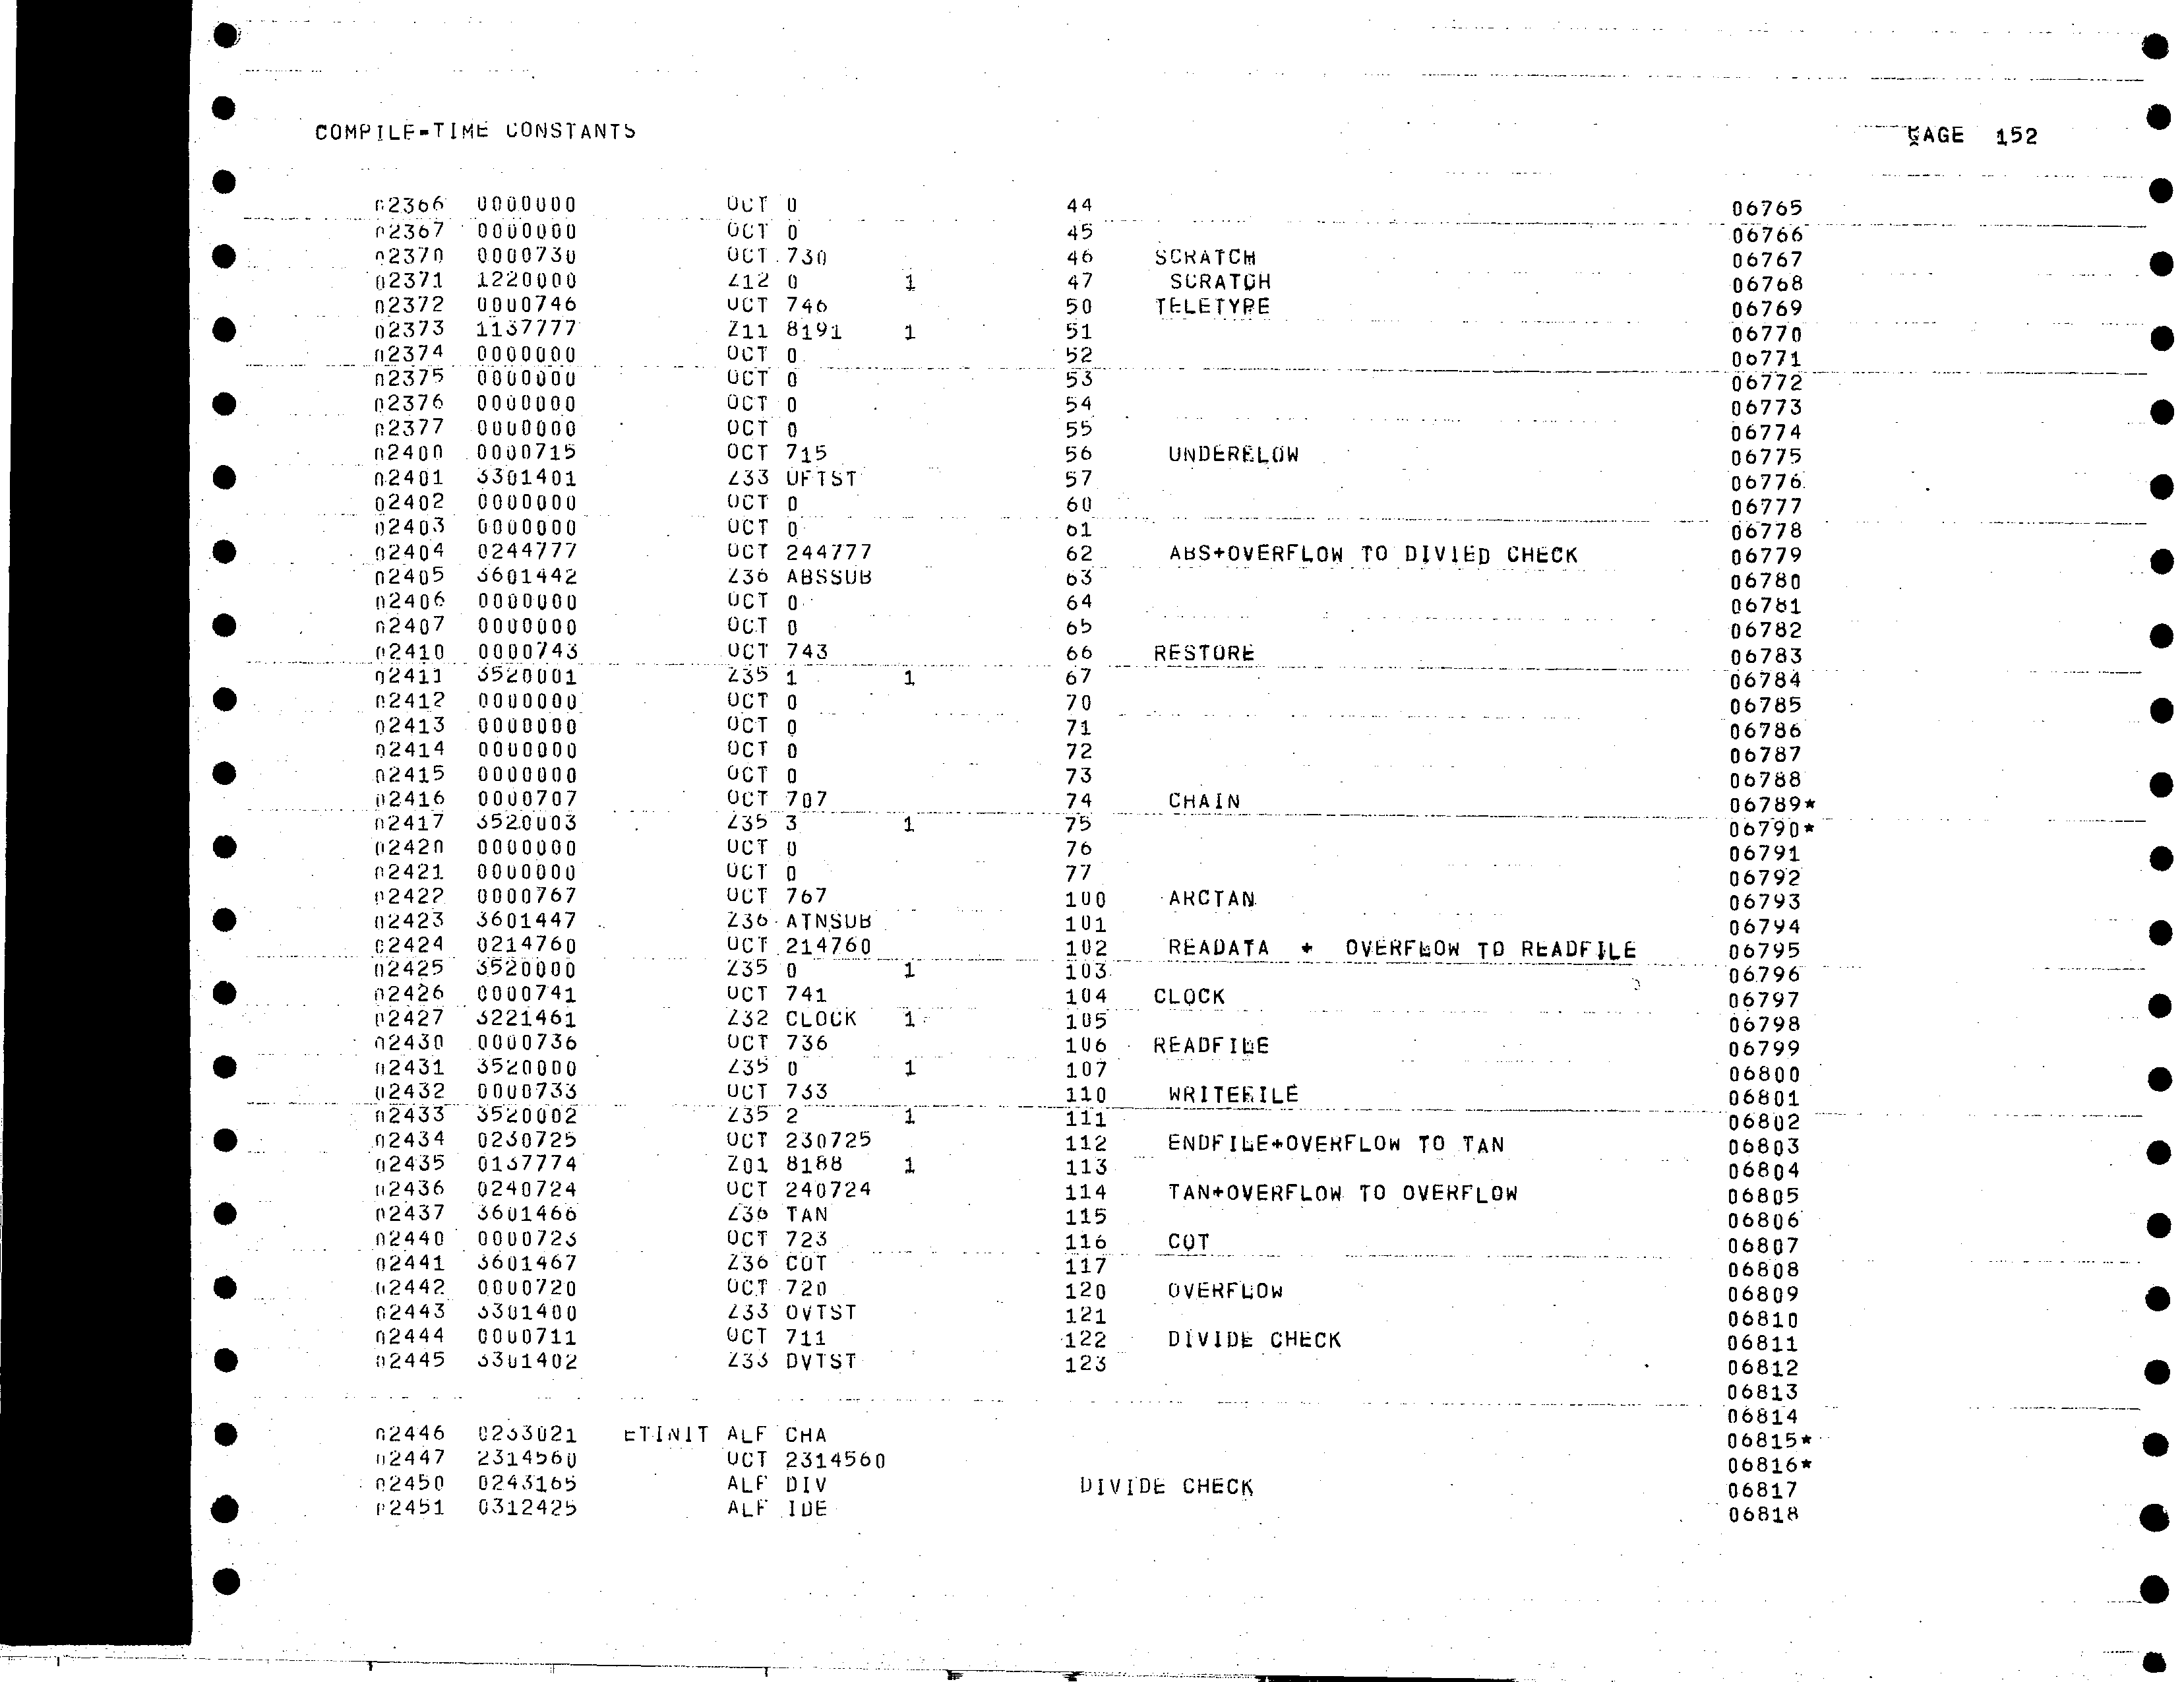 COMPILE-TIME CONSTANTS PAGE 152
02366 0000000 OCT 0 44 06765
02367 0000000 OCT 0 45 06766
02370 0000730 OCT 730 46 SCRATCH 06767
02371 1220000 Z12 0 1 47 SCRATCH 06768
02372 0000746 OCT 746 50 TELETYPE 06769
02373 1137777 Z11 8191 1 51 06770
02374 0000000 OCT 0 52 06771
02375 0000000 OCT 0 53 06772
02376 0000000 OCT 0 54 06773
02377 0000000 OCT 0 55 06774
02400 0000715 OCT 715 56 UNDERFLOW 06775
02401 3301401 Z33 UFTST 57 06776
02402 0000000 OCT 0 60 06777
02403 0000000 OCT 0 61 06778
02404 0244777 OCT 244777 62 ABS+OVERFLOW TO DIVIED CHECK 06779
02405 3601442 Z36 ABSSUB 63 06780
02406 0000000 OCT 0 64 06781
02407 0000000 OCT 0 65 06782
02410 0000743 OCT 743 66 RESTORE 06783
02411 3520001 Z35 1 1 67 06784
02412 0000000 OCT 0 70 06785
02413 0000000 OCT 0 71 06786
02414 0000000 OCT 0 72 06787
02415 0000000 OCT 0 73 06788
02416 0000707 OCT 707 74 CHAIN 06789*
02417 3520003 Z35 3 1 75 06790*
02420 0000000 OCT 0 76 06791
02421 0000000 OCT 0 77 06792
02422 0000767 OCT 767 100 ARCTAN 06793
02423 3601447 Z36 ATNSUB 101 06794
02424 0214760 OCT 214760 102 READATA + OVERFLOW TO READFILE 06795
02425 3520000 Z35 0 1 103 06796
02426 0000741 OCT 741 104 CLOCK 06797
02427 3221461 Z32 CLOCK 1 105 06798
02430 0000736 OCT 736 106 READFILE 06799
02431 3520000 Z35 0 1 107 06800
02432 0000733 OCT 733 110 WRITEFILE 06801
02433 3520002 Z35 2 1 111 06802
02434 0230725 OCT 230725 112 ENDFILE+OVERFLOW TO TAN 06803
02435 0137774 Z01 8188 1 113 06804
02436 0240724 OCT 240724 114 TAN+OVERFLOW TO OVERFLOW 06805
02437 3601466 Z36 TAN 115 06806
02440 0000723 OCT 723 116 COT 06807
02441 3601467 Z36 COT 117 06808
02442 0000720 OCT 720 120 OVERFLOW 06809
02443 3301400 Z33 OVTST 121 06810
02444 0000711 OCT 711 122 DIVIDE CHECK 06811
02445 3301402 Z33 DVTST 123 06812
06813
06814
02446 0233021 ETINIT ALF CHA 06815*
02447 2314560 OCT 2314560 06816*
02450 0243165 ALF DIV DIVIDE CHECK 06817
02451 0312425 ALF IDE 06818